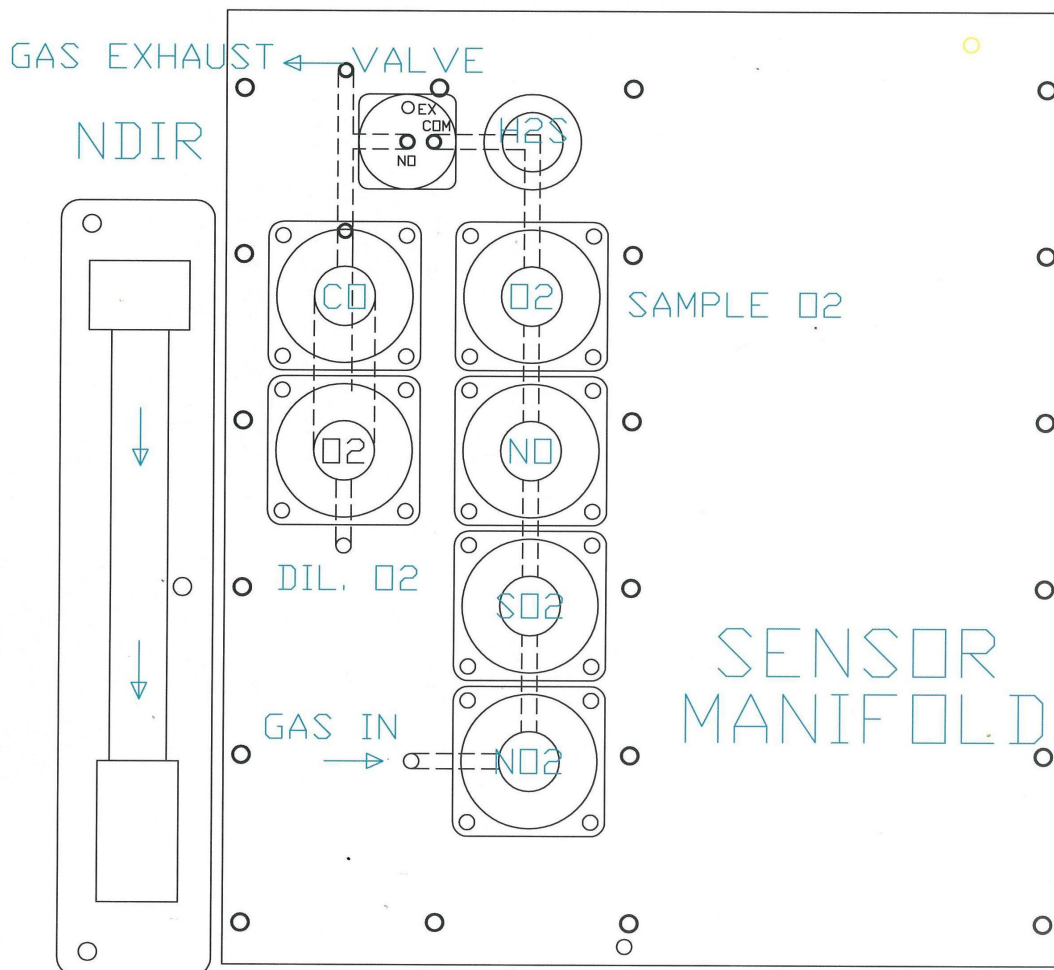 GAS EXHAUST
VALVE
NDIR
EX
COM
NO
H2S
CO
O2
SAMPLE O2
O2
NO
DIL. O2
SO2
SENSOR
MANIFOLD
GAS IN
NO2